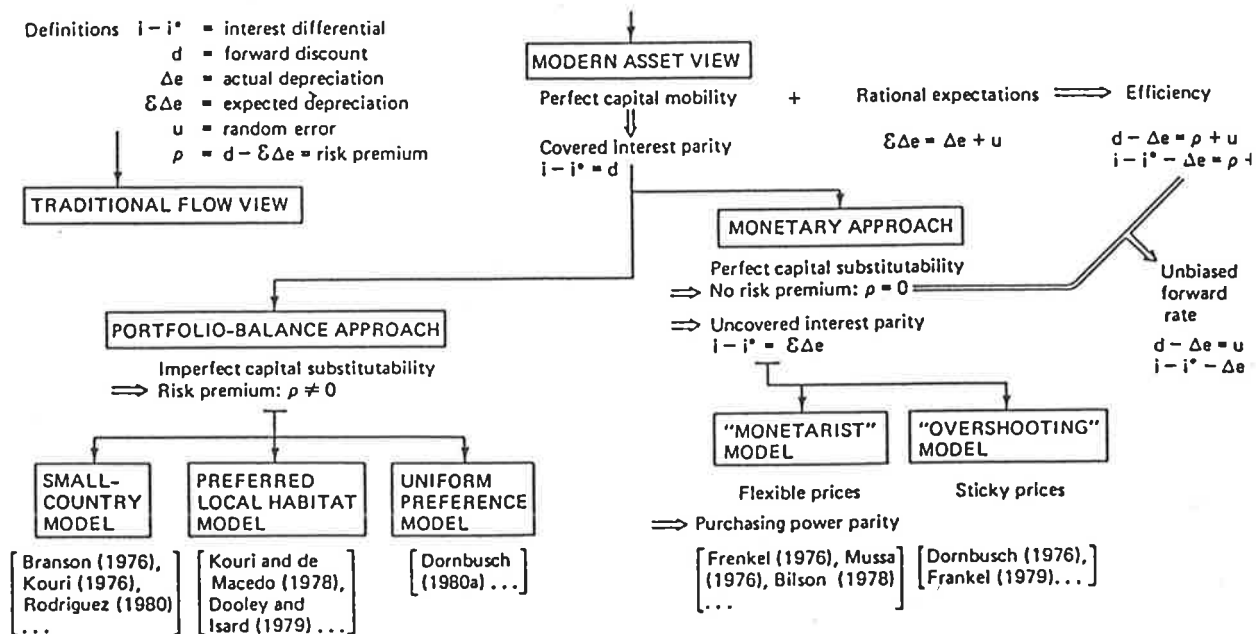 Definitions i – i* = interest differential
d = forward discount
Δe = actual depreciation
ℰΔe = expected depreciation
u = random error
ρ = d – ℰΔe = risk premium
TRADITIONAL FLOW VIEW
MODERN ASSET VIEW
Perfect capital mobility + Rational expectations ⟹ Efficiency
⇓
Covered interest parity
i – i* = d
ℰΔe = Δe + u
d – Δe = ρ + u
i – i* – Δe = ρ +
MONETARY APPROACH
Perfect capital substitutability
⟹ No risk premium: ρ = 0
⟹ Uncovered interest parity
i – i* = ℰΔe
Unbiased
forward
rate
d – Δe = u
i – i* – Δe
PORTFOLIO-BALANCE APPROACH
Imperfect capital substitutability
⟹ Risk premium: ρ ≠ 0
SMALL-
COUNTRY
MODEL
[Branson (1976),
Kouri (1976),
Rodriguez (1980)
...]
PREFERRED
LOCAL HABITAT
MODEL
[Kouri and de
Macedo (1978),
Dooley and
Isard (1979) ...]
UNIFORM
PREFERENCE
MODEL
[Dornbusch
(1980a) ...]
"MONETARIST"
MODEL
Flexible prices
⟹ Purchasing power parity
[Frenkel (1976), Mussa
(1976), Bilson (1978)
...]
"OVERSHOOTING"
MODEL
Sticky prices
[Dornbusch (1976),
Frankel (1979)...]